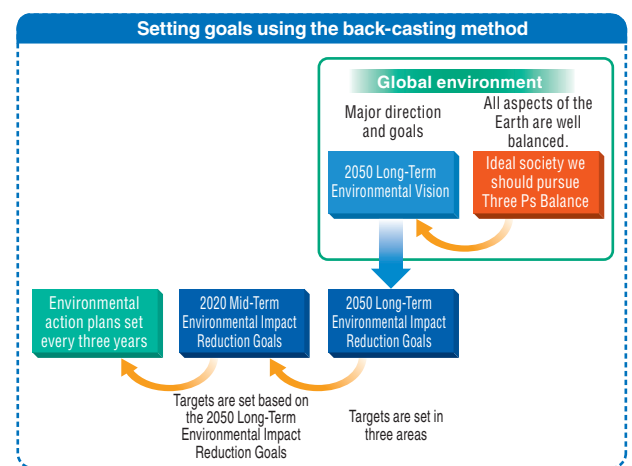 Setting goals using the back-casting method
Global environment
Major direction
and goals
All aspects of the
Earth are well
balanced.
2050 Long-Term
Environmental Vision
Ideal society we
should pursue
Three Ps Balance
Environmental
action plans set
every three years
2020 Mid-Term
Environmental Impact
Reduction Goals
2050 Long-Term
Environmental Impact
Reduction Goals
Targets are set based on
the 2050 Long-Term
Environmental Impact
Reduction Goals
Targets are set in
three areas